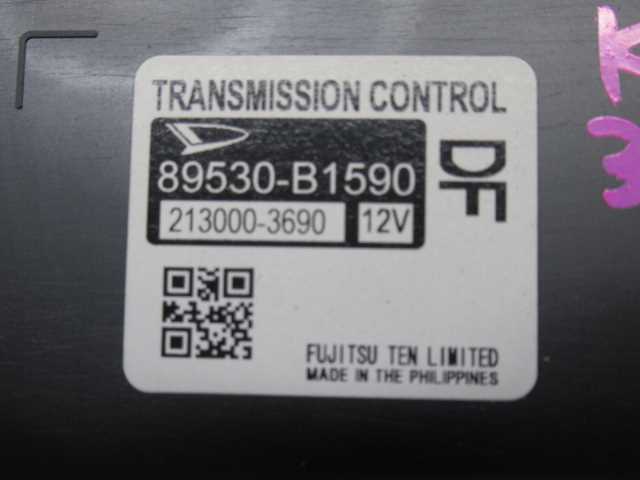 TRANSMISSION CONTROL
89530-B1590
DF
213000-3690 12V
FUJITSU TEN LIMITED
MADE IN THE PHILIPPINES